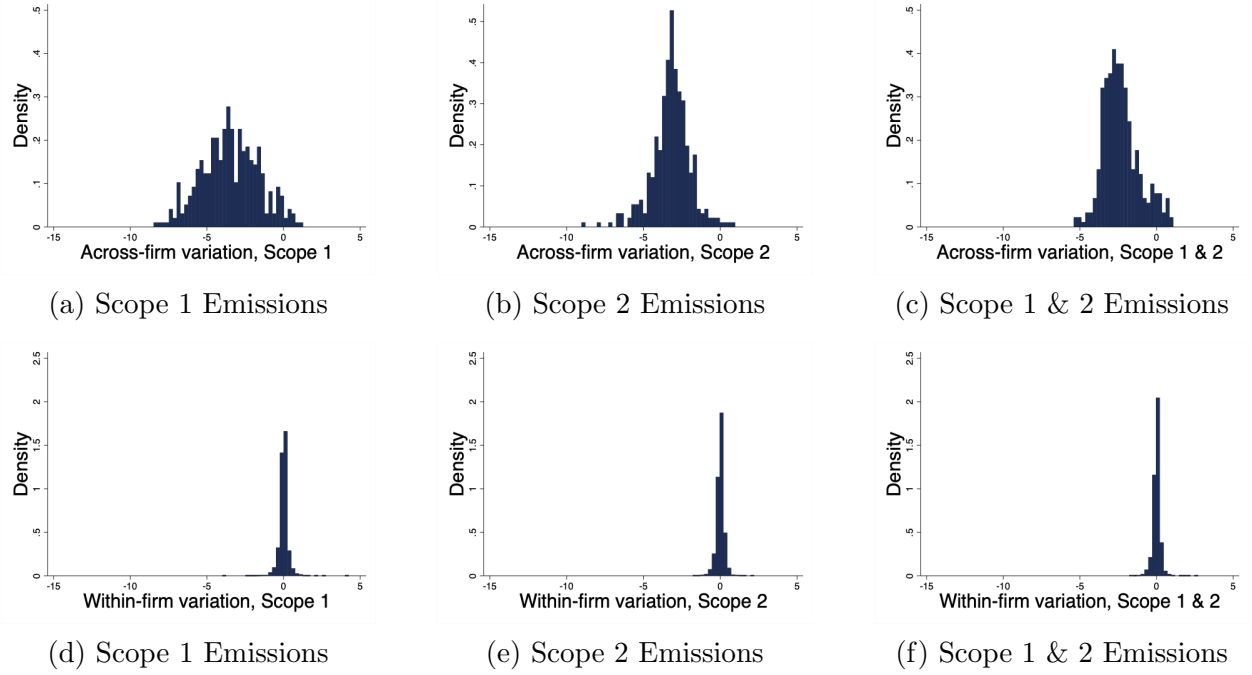 Density
.5
.4
.3
.2
.1
0
-15 -10 -5 0 5
Across-firm variation, Scope 1
(a) Scope 1 Emissions
Density
.5
.4
.3
.2
.1
0
-15 -10 -5 0 5
Across-firm variation, Scope 2
(b) Scope 2 Emissions
Density
.5
.4
.3
.2
.1
0
-15 -10 -5 0 5
Across-firm variation, Scope 1 & 2
(c) Scope 1 & 2 Emissions
Density
2.5
2
1.5
1
.5
0
-15 -10 -5 0 5
Within-firm variation, Scope 1
(d) Scope 1 Emissions
Density
2.5
2
1.5
1
.5
0
-15 -10 -5 0 5
Within-firm variation, Scope 2
(e) Scope 2 Emissions
Density
2.5
2
1.5
1
.5
0
-15 -10 -5 0 5
Within-firm variation, Scope 1 & 2
(f) Scope 1 & 2 Emissions